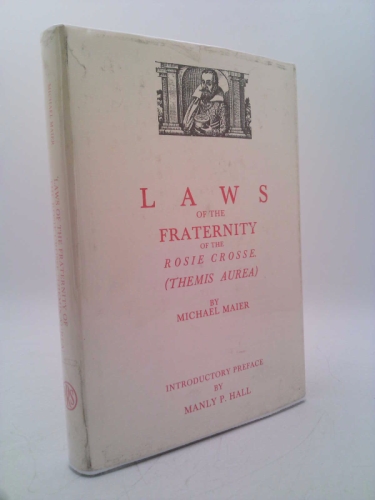 LAWS
OF THE
FRATERNITY
OF THE
ROSIE CROSSE
(THEMIS AUREA)
BY
MICHAEL MAIER
INTRODUCTORY PREFACE
BY
MANLY P. HALL
LAWS OF THE FRATERNITY OF